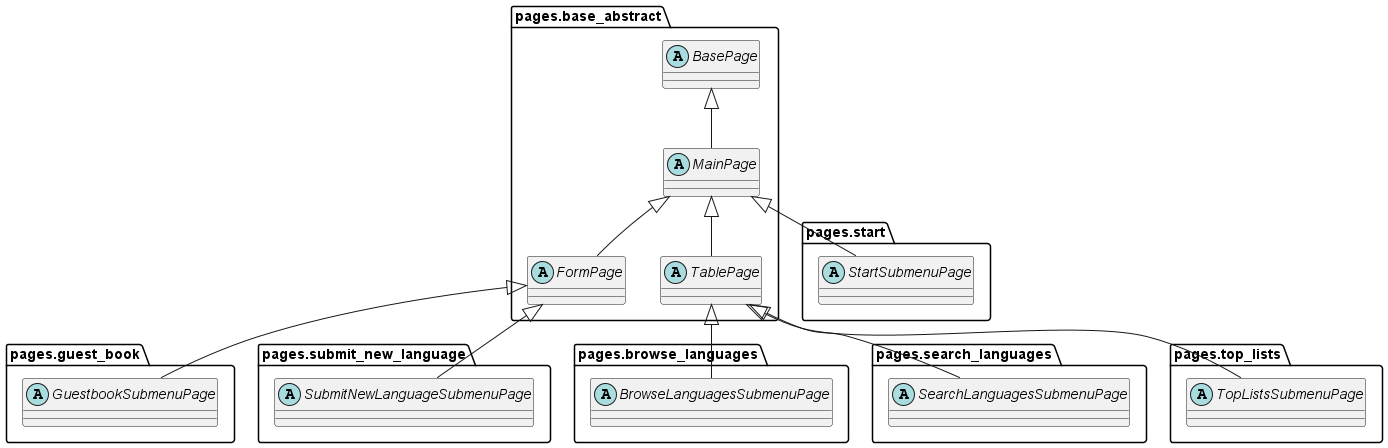 pages.base_abstract
A BasePage
A MainPage
pages.start
A FormPage
A TablePage
A StartSubmenuPage
pages.guest_book
pages.submit_new_language
pages.browse_languages
pages.search_languages
pages.top_lists
A GuestbookSubmenuPage
A SubmitNewLanguageSubmenuPage
A BrowseLanguagesSubmenuPage
A SearchLanguagesSubmenuPage
A TopListsSubmenuPage